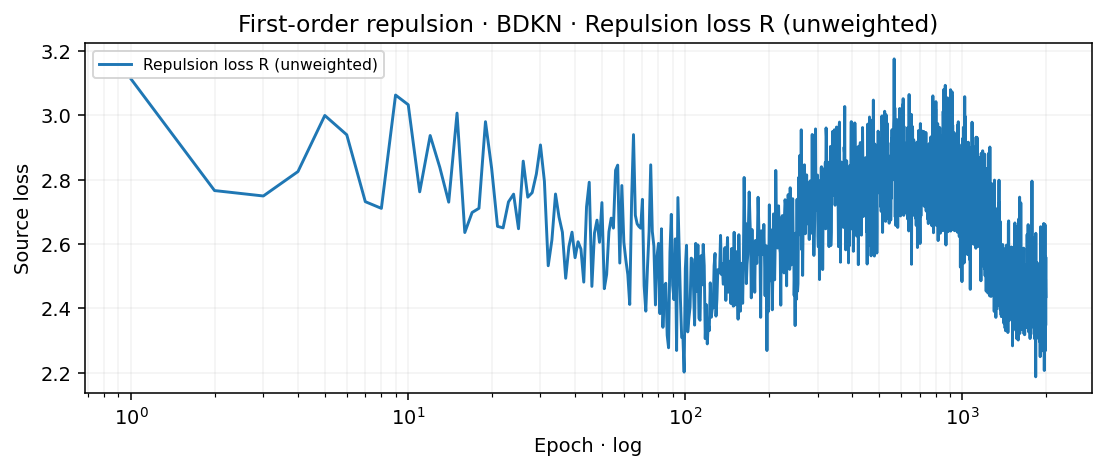 First-order repulsion · BDKN · Repulsion loss R (unweighted)
Repulsion loss R (unweighted)
Source loss
3.2
3.0
2.8
2.6
2.4
2.2
10⁰ 10¹ 10² 10³
Epoch · log